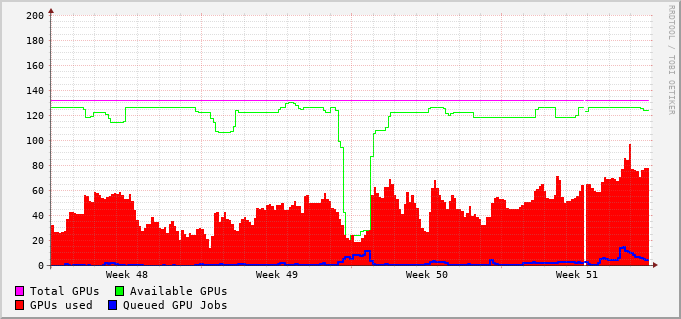 200
180
160
140
120
100
80
60
40
20
0
Week 48 Week 49 Week 50 Week 51
Total GPUs Available GPUs
GPUs used Queued GPU Jobs
RRDTOOL / TOBI OETIKER